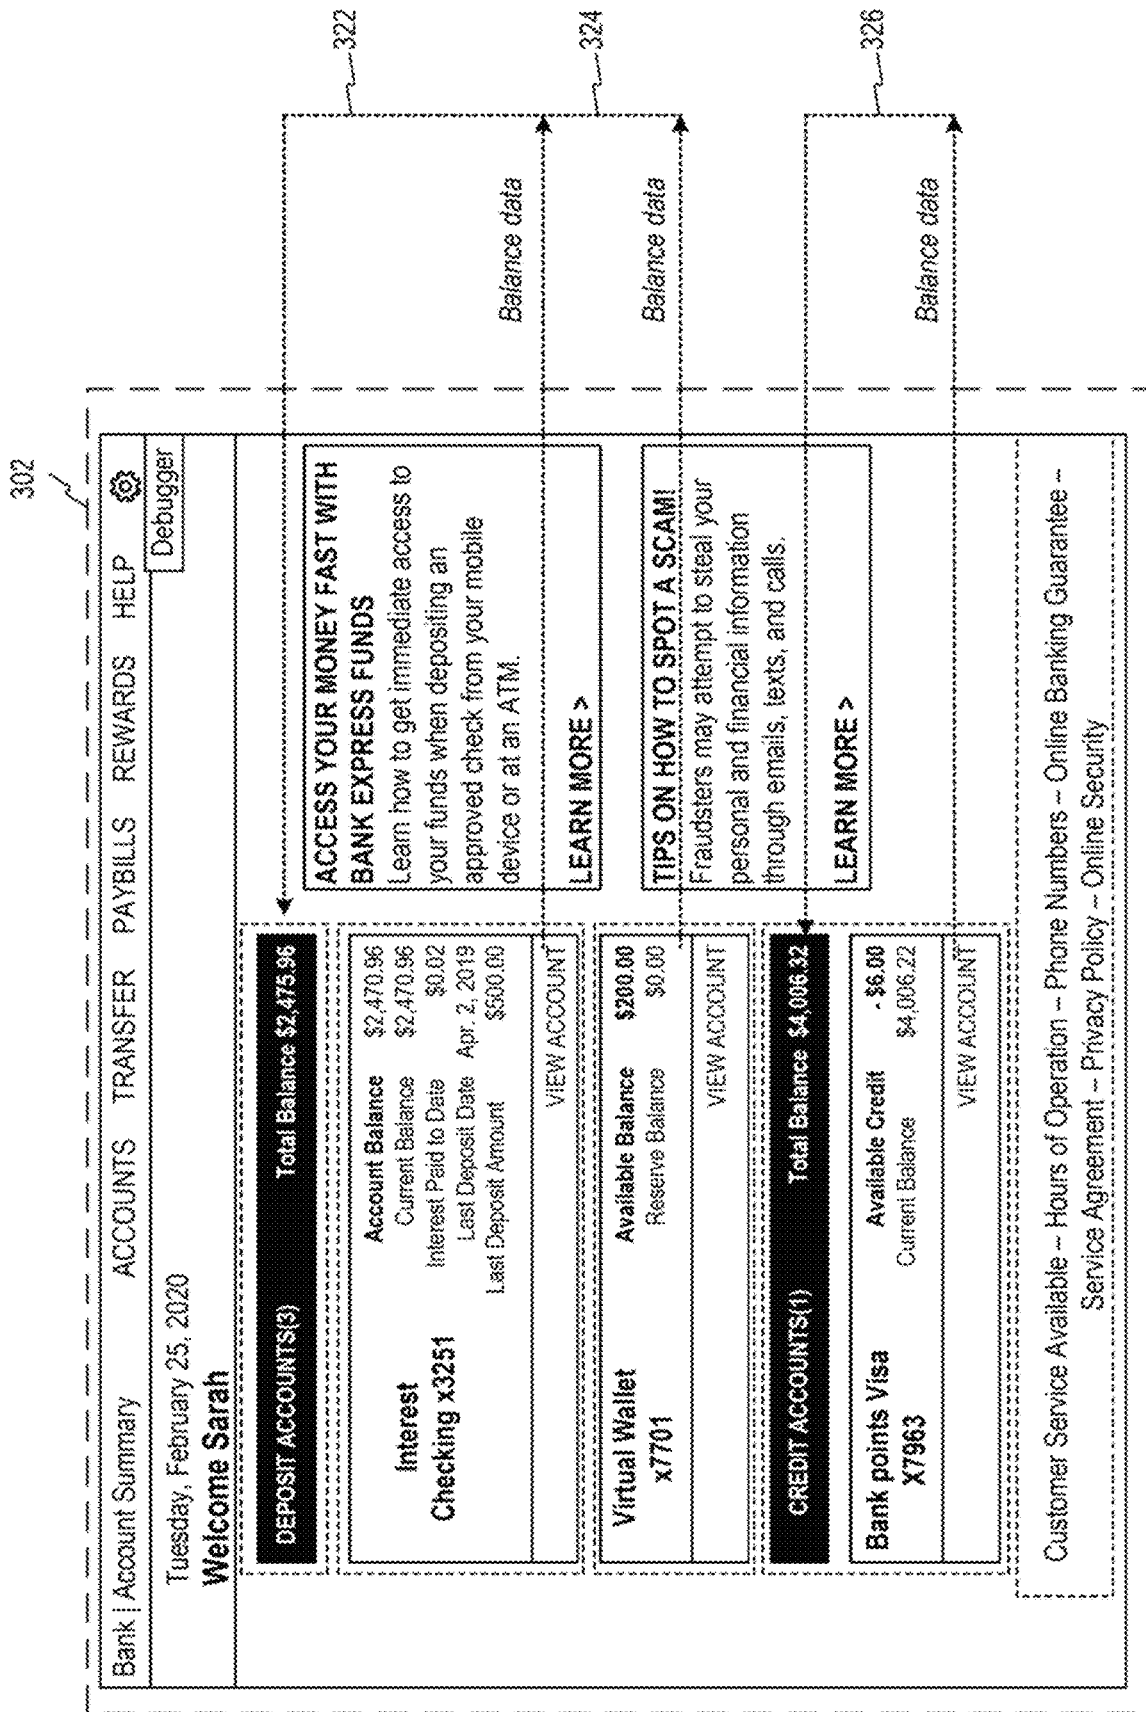 302
Bank | Account Summary ACCOUNTS TRANSFER PAYBILLS REWARDS HELP
Debugger
Tuesday, February 25, 2020
Welcome Sarah
DEPOSIT ACCOUNTS(3) Total Balance $2,475.96
322
Interest
Checking x3251
Account Balance $2,470.96
Current Balance $2,470.96
Interest Paid to Date $0.02
Last Deposit Date Apr. 2, 2019
Last Deposit Amount $500.00
VIEW ACCOUNT
Balance data
ACCESS YOUR MONEY FAST WITH
BANK EXPRESS FUNDS
Learn how to get immediate access to
your funds when depositing an
approved check from your mobile
device or at an ATM.
LEARN MORE >
324
Virtual Wallet
x7701
Available Balance $200.00
Reserve Balance $0.00
VIEW ACCOUNT
Balance data
TIPS ON HOW TO SPOT A SCAM!
Fraudsters may attempt to steal your
personal and financial information
through emails, texts, and calls.
LEARN MORE >
CREDIT ACCOUNTS(1) Total Balance
326
Bank points Visa
X7963
Available Credit - $6.00
Current Balance $4,006.22
VIEW ACCOUNT
Balance data
Customer Service Available – Hours of Operation – Phone Numbers – Online Banking Guarantee –
Service Agreement – Privacy Policy – Online Security